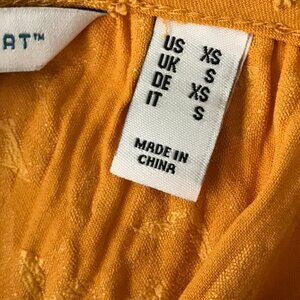 AT™
US XS
UK S
DE XS
IT S
MADE IN
CHINA